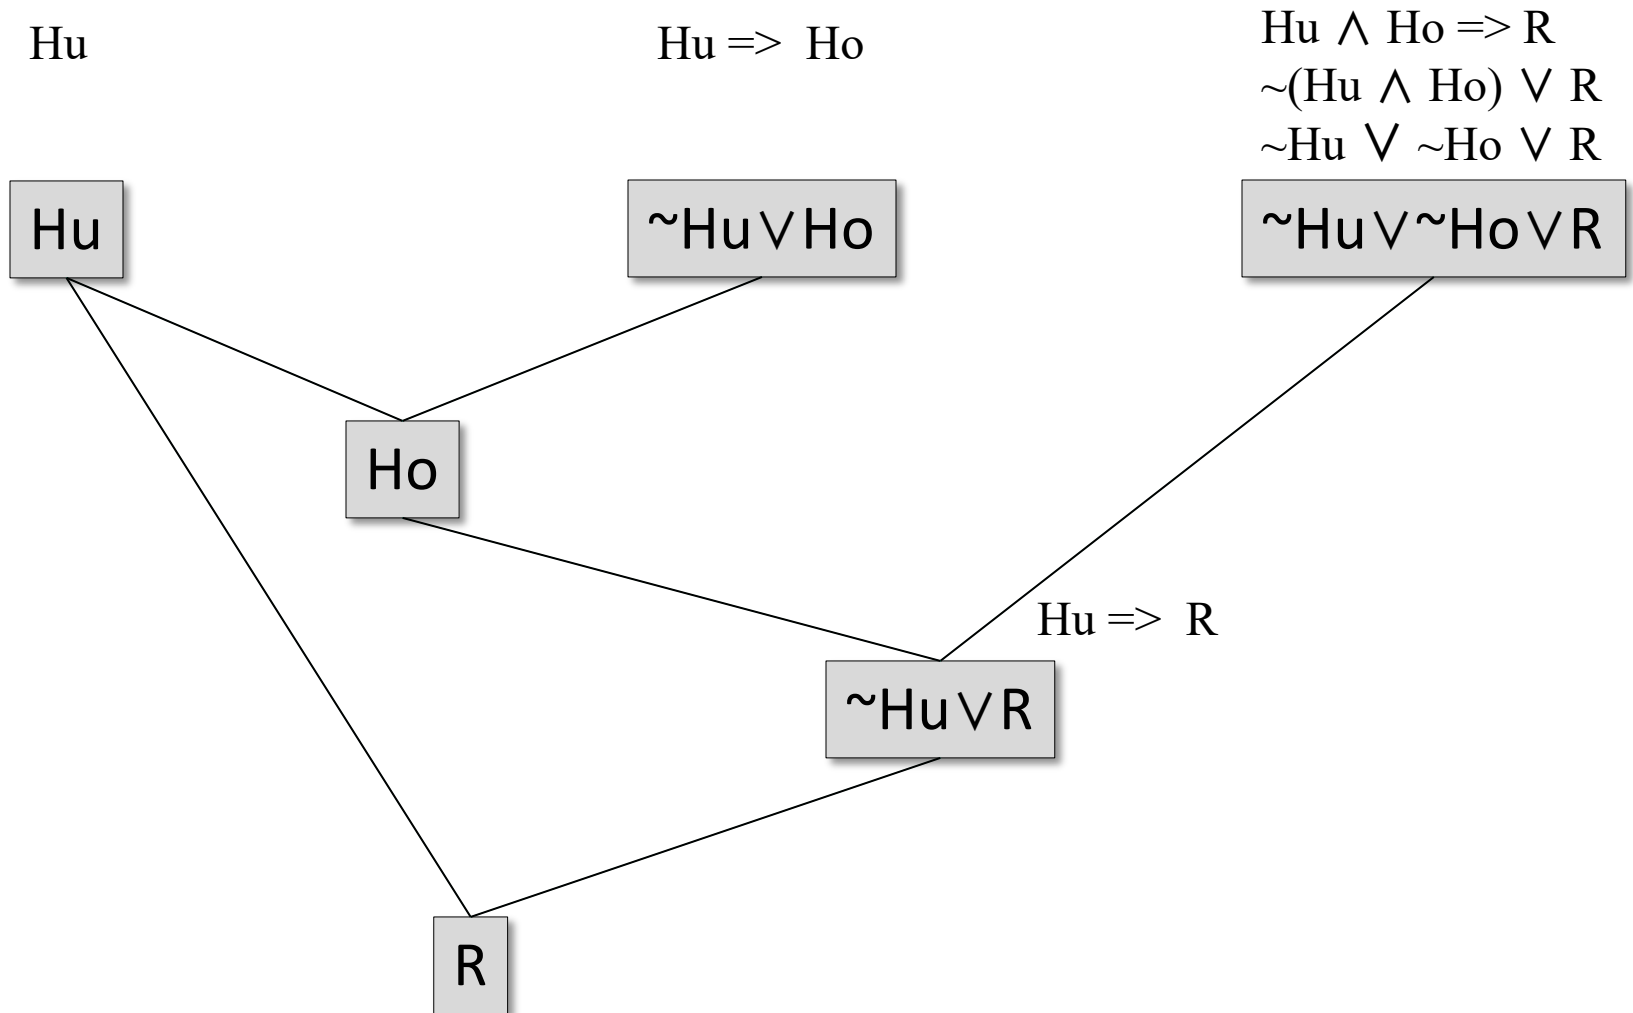 Hu
Hu => Ho
Hu ∧ Ho => R
~(Hu ∧ Ho) ∨ R
~Hu ∨ ~Ho ∨ R
Hu
~Hu∨Ho
~Hu∨~Ho∨R
Ho
Hu => R
~Hu∨R
R